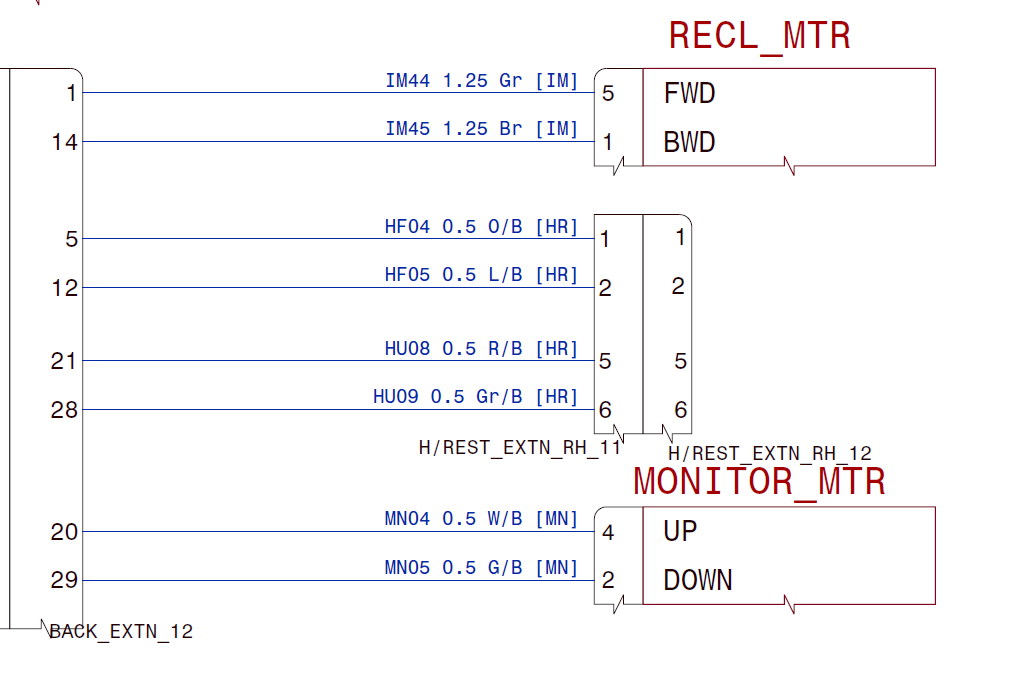 RECL_MTR
1 IM44 1.25 Gr [IM] 5 FWD
14 IM45 1.25 Br [IM] 1 BWD
5 HF04 0.5 O/B [HR] 1 1
12 HF05 0.5 L/B [HR] 2 2
21 HU08 0.5 R/B [HR] 5 5
28 HU09 0.5 Gr/B [HR] 6 6
H/REST_EXTN_RH_11 H/REST_EXTN_RH_12
MONITOR_MTR
20 MN04 0.5 W/B [MN] 4 UP
29 MN05 0.5 G/B [MN] 2 DOWN
BACK_EXTN_12